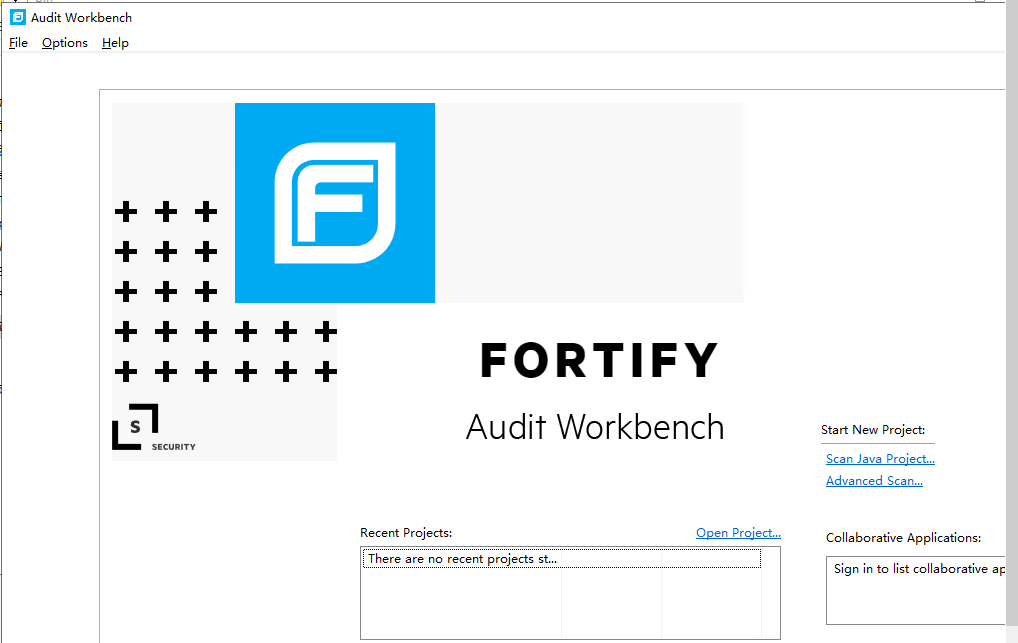 Audit Workbench
File Options Help
F
FORTIFY
Audit Workbench
S
SECURITY
Start New Project:
Scan Java Project...
Advanced Scan...
Recent Projects:
Open Project...
There are no recent projects st...
Collaborative Applications:
Sign in to list collaborative ap